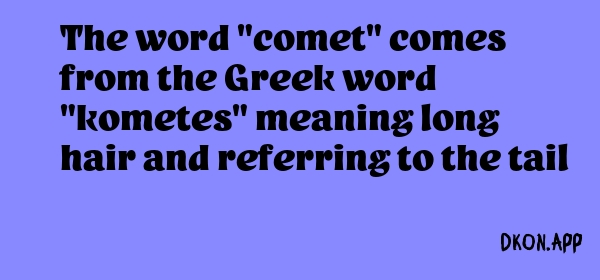 The word "comet" comes
from the Greek word
"kometes" meaning long
hair and referring to the tail
DKON.APP